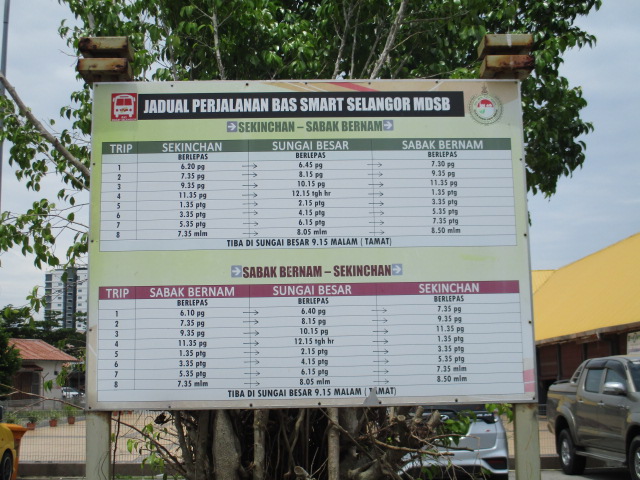 JADUAL PERJALANAN BAS SMART SELANGOR MDSB
SEKINCHAN – SABAK BERNAM
TRIP SEKINCHAN SUNGAI BESAR SABAK BERNAM
BERLEPAS BERLEPAS BERLEPAS
1 6.20 pg → 6.45 pg → 7.30 pg
2 7.35 pg → 8.15 pg → 9.35 pg
3 9.35 pg → 10.15 pg → 11.35 pg
4 11.35 pg → 12.15 tgh hr → 1.35 ptg
5 1.35 ptg → 2.15 ptg → 3.35 ptg
6 3.35 ptg → 4.15 ptg → 5.35 ptg
7 5.35 ptg → 6.15 ptg → 7.35 ptg
8 7.35 mlm → 8.05 mlm → 8.50 mlm
TIBA DI SUNGAI BESAR 9.15 MALAM ( TAMAT)
SABAK BERNAM – SEKINCHAN
TRIP SABAK BERNAM SUNGAI BESAR SEKINCHAN
BERLEPAS BERLEPAS BERLEPAS
1 6.10 pg → 6.40 pg → 7.35 pg
2 7.35 pg → 8.15 pg → 9.35 pg
3 9.35 pg → 10.15 pg → 11.35 pg
4 11.35 pg → 12.15 tgh hr → 1.35 ptg
5 1.35 ptg → 2.15 ptg → 3.35 ptg
6 3.35 ptg → 4.15 ptg → 5.35 ptg
7 5.35 ptg → 6.15 ptg → 7.35 mlm
8 7.35 mlm → 8.05 mlm → 8.50 mlm
TIBA DI SUNGAI BESAR 9.15 MALAM ( TAMAT)